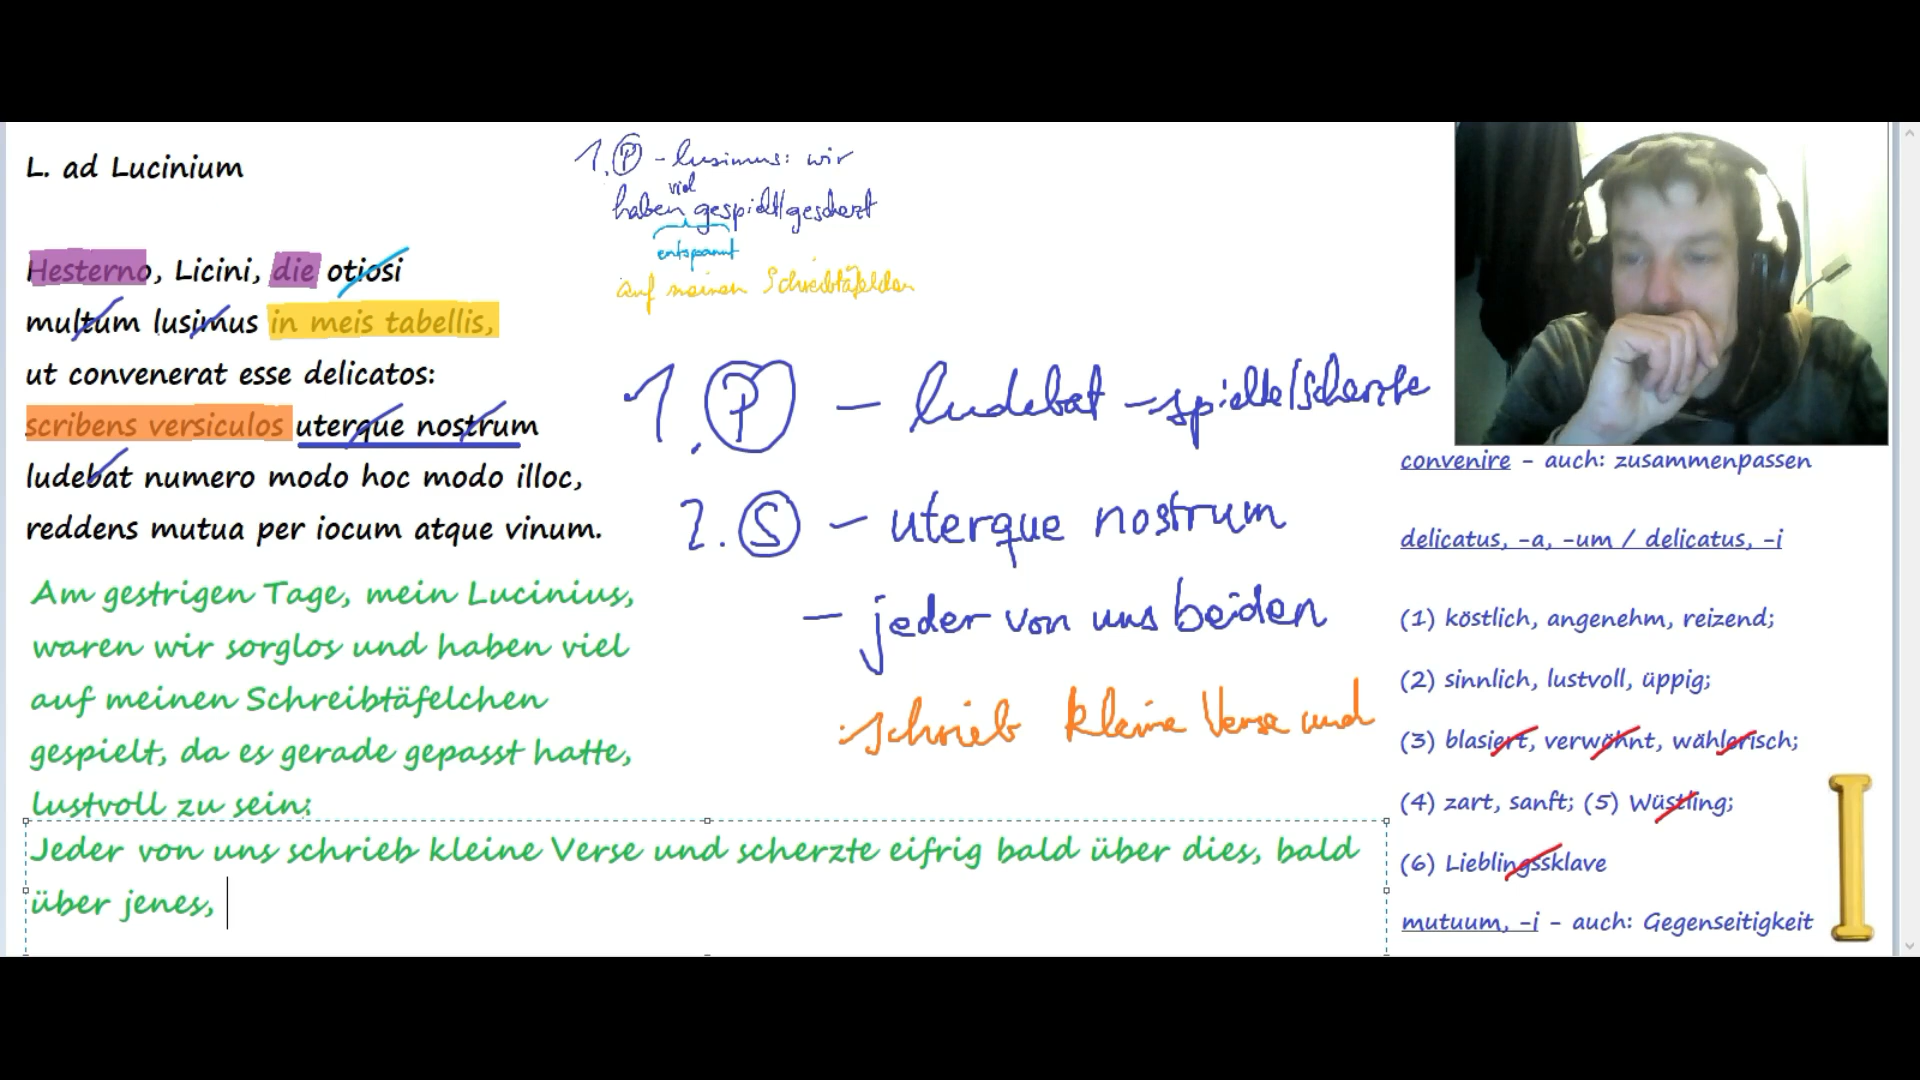 L. ad Lucinium
Hesterno, Licini, die otiosi
multum lusimus in meis tabellis,
ut convenerat esse delicatos:
scribens versiculos uterque nostrum
ludebat numero modo hoc modo illoc,
reddens mutua per iocum atque vinum.
Am gestrigen Tage, mein Lucinius,
waren wir sorglos und haben viel
auf meinen Schreibtäfelchen
gespielt, da es gerade gepasst hatte,
lustvoll zu sein:
Jeder von uns schrieb kleine Verse und scherzte eifrig bald über dies, bald
über jenes,
1. P - lusimus: wir
viel
haben gespielt/gescherzt
entspannt
auf meinen Schreibtäfelchen
1. P - ludebat - spielte/scherzte
2. S - uterque nostrum
- jeder von uns beiden
schrieb kleine Verse und
convenire - auch: zusammenpassen
delicatus, -a, -um / delicatus, -i
(1) köstlich, angenehm, reizend;
(2) sinnlich, lustvoll, üppig;
(3) blasiert, verwöhnt, wählerisch;
(4) zart, sanft; (5) Wüstling;
(6) Lieblingssklave
mutuum, -i - auch: Gegenseitigkeit